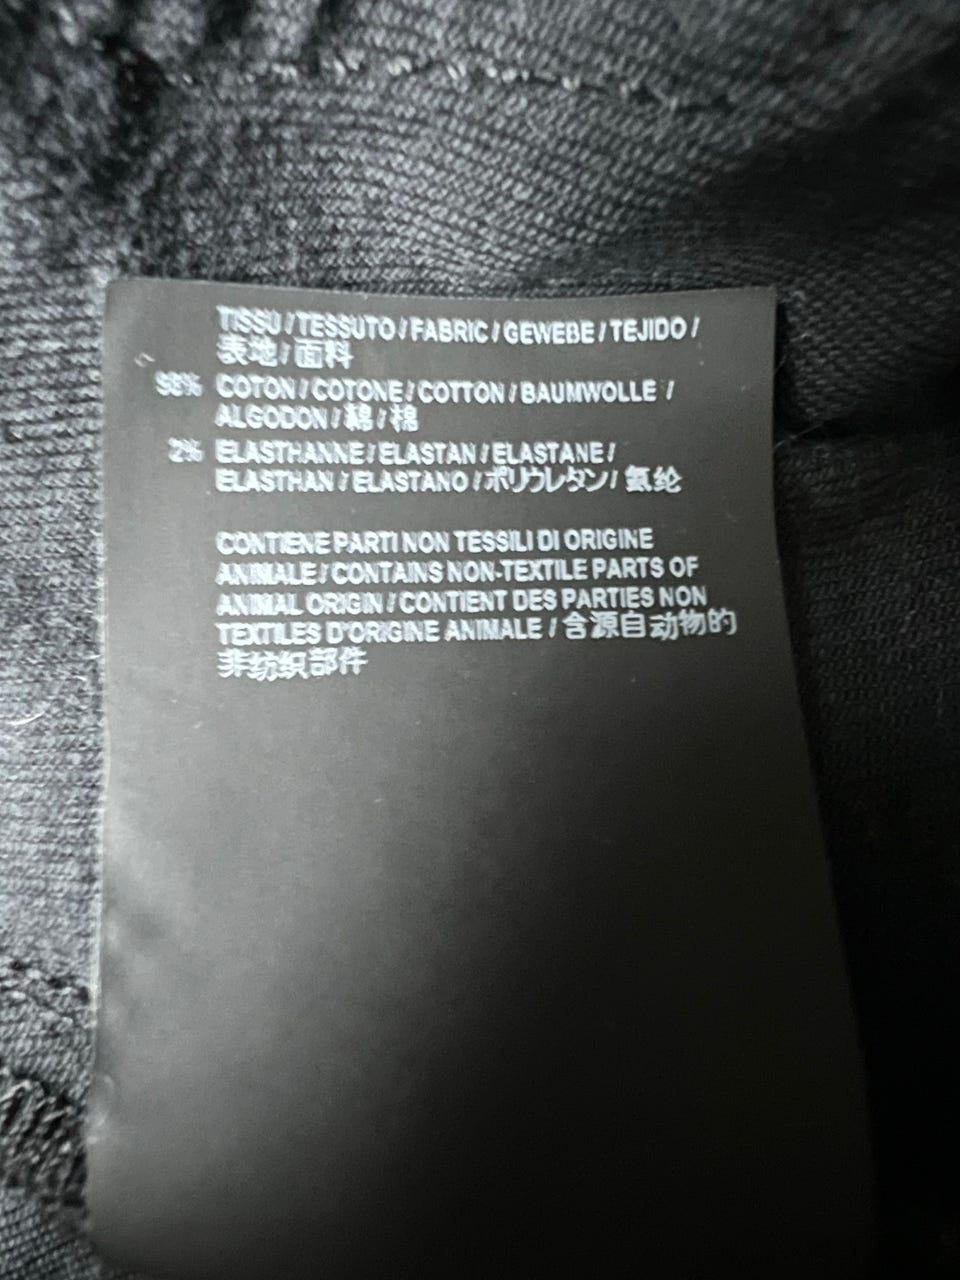 TISSU / TESSUTO / FABRIC / GEWEBE / TEJIDO /
表地 / 面料
98% COTON / COTONE / COTTON / BAUMWOLLE /
ALGODON / 綿 / 棉
2% ELASTHANNE / ELASTAN / ELASTANE /
ELASTHAN / ELASTANO / ポリウレタン / 氨纶
CONTIENE PARTI NON TESSILI DI ORIGINE
ANIMALE / CONTAINS NON-TEXTILE PARTS OF
ANIMAL ORIGIN / CONTIENT DES PARTIES NON
TEXTILES D'ORIGINE ANIMALE / 含源自动物的
非纺织部件